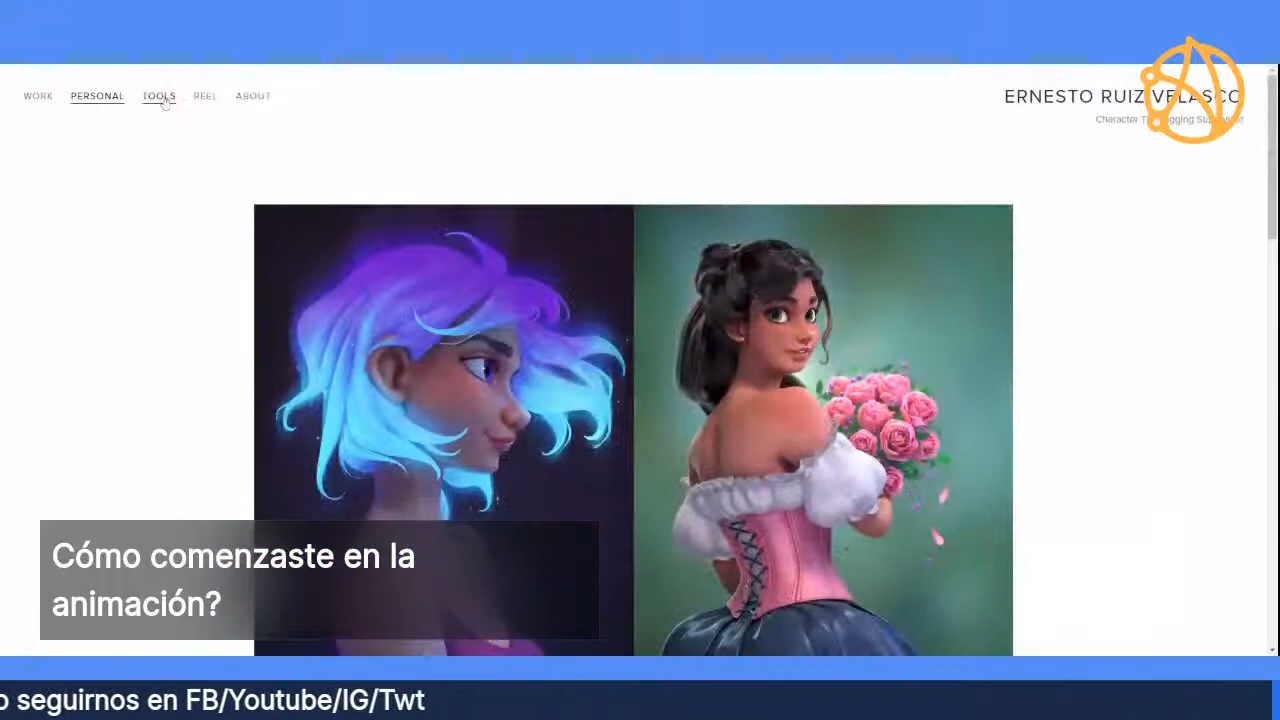 WORK PERSONAL TOOLS REEL ABOUT
ERNESTO RUIZ VELASCO
Character
Cómo comenzaste en la
animación?
o seguirnos en FB/Youtube/IG/Twt